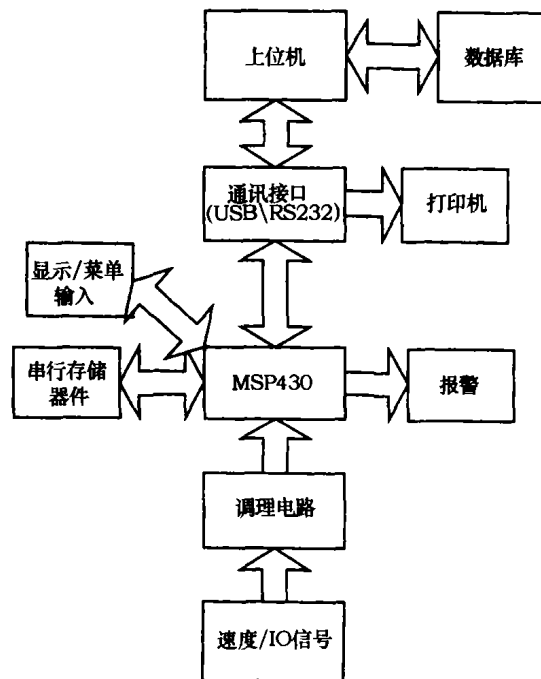 上位机
数据库
通讯接口
(USB\RS232)
打印机
显示/菜单
输入
串行存储
器件
MSP430
报警
调理电路
速度/IO信号